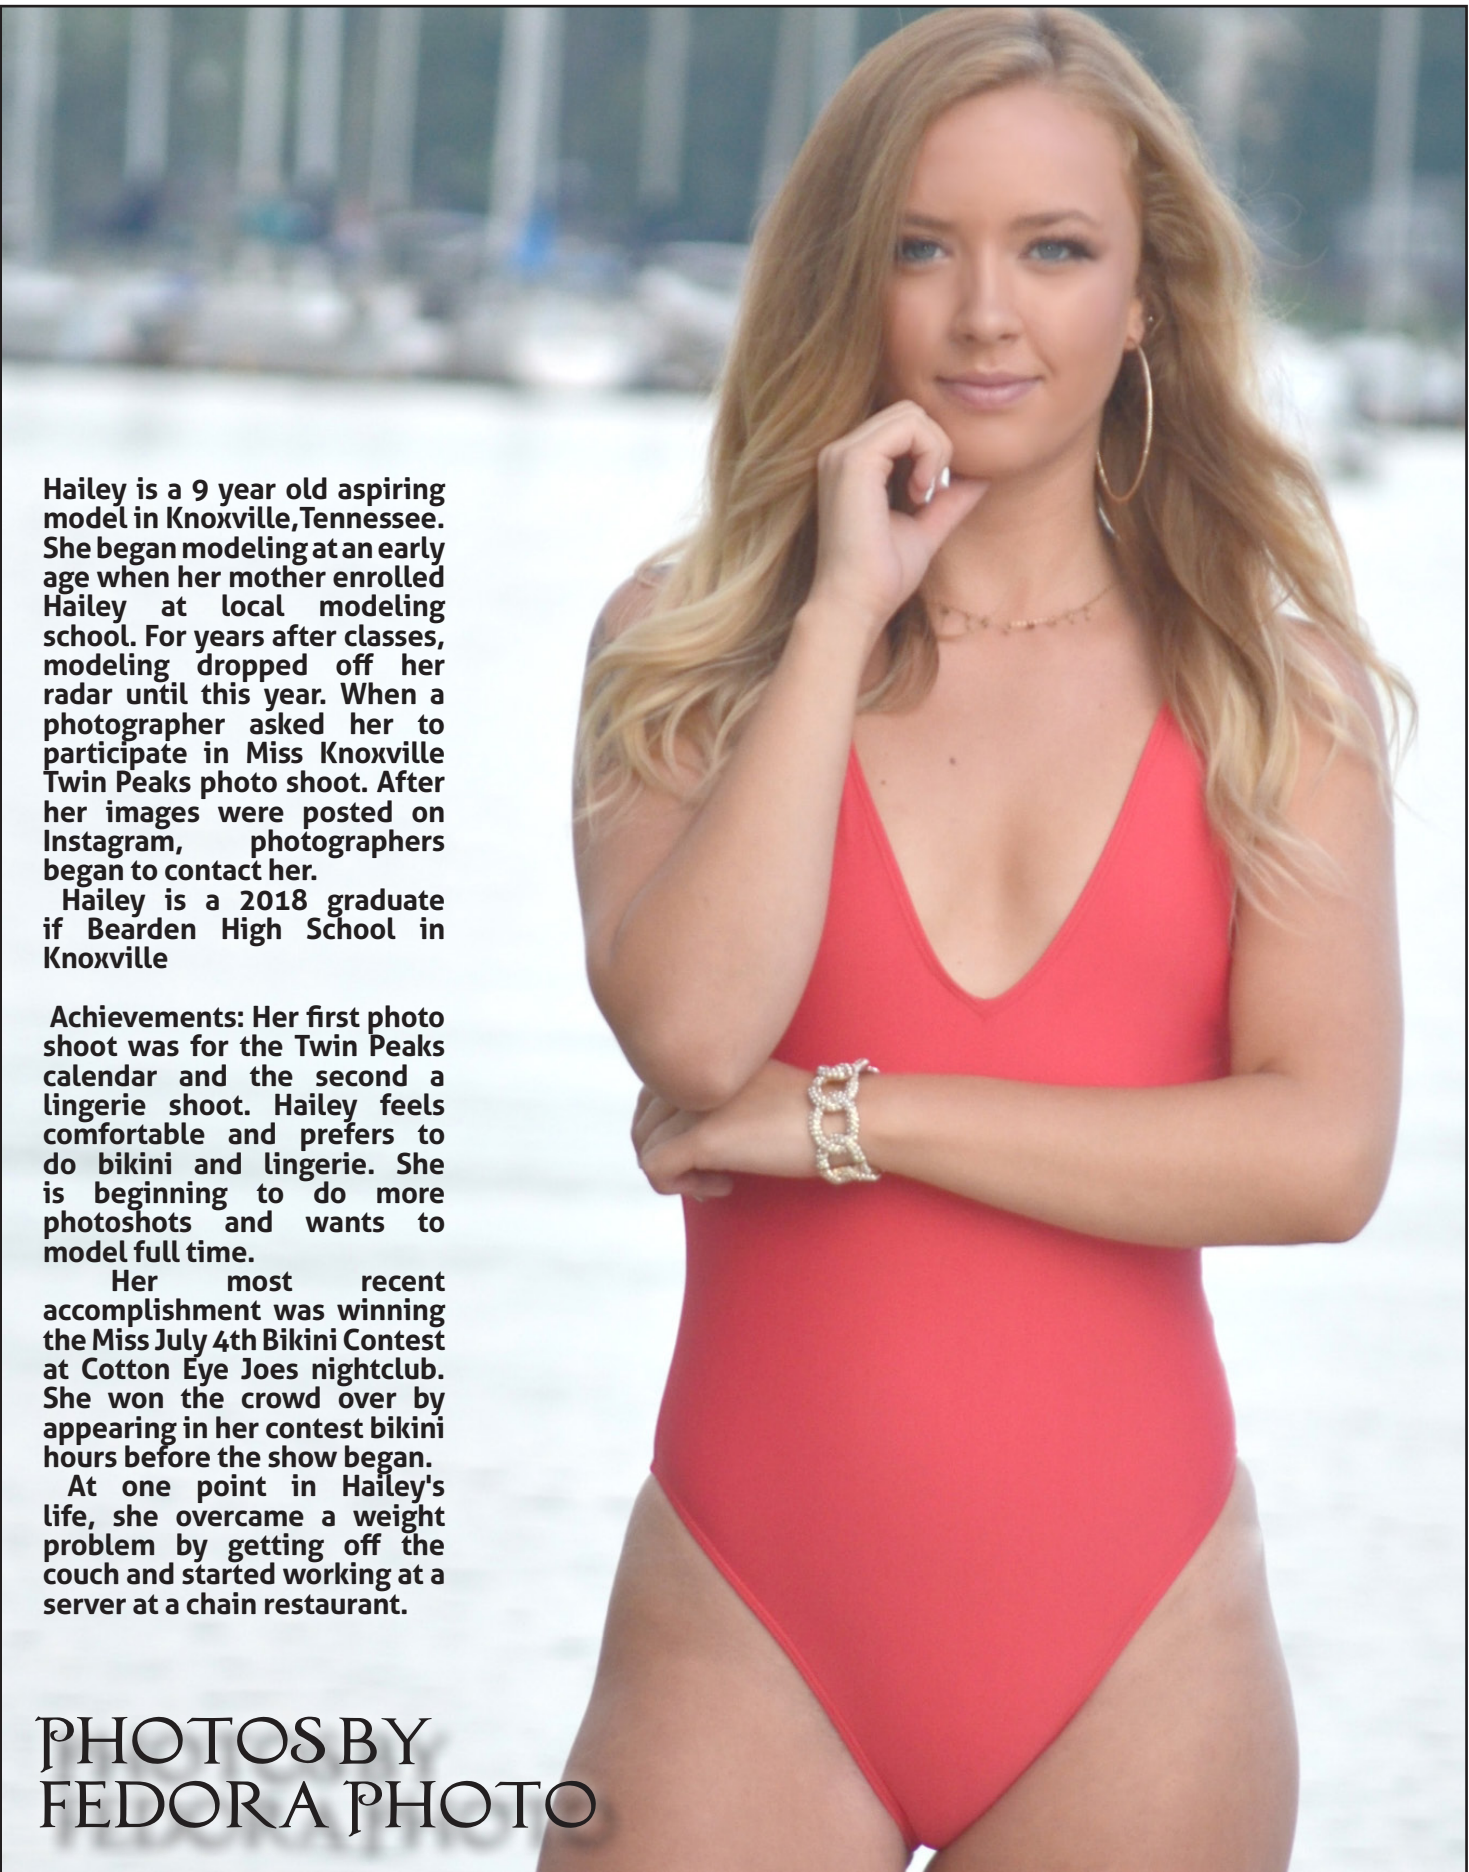 Hailey is a 9 year old aspiring
model in Knoxville,Tennessee.
She began modeling at an early
age when her mother enrolled
Hailey at local modeling
school. For years after classes,
modeling dropped off her
radar until this year. When a
photographer asked her to
participate in Miss Knoxville
Twin Peaks photo shoot. After
her images were posted on
Instagram, photographers
began to contact her.
Hailey is a 2018 graduate
if Bearden High School in
Knoxville
Achievements: Her first photo
shoot was for the Twin Peaks
calendar and the second a
lingerie shoot. Hailey feels
comfortable and prefers to
do bikini and lingerie. She
is beginning to do more
photoshots and wants to
model full time.
Her most recent
accomplishment was winning
the Miss July 4th Bikini Contest
at Cotton Eye Joes nightclub.
She won the crowd over by
appearing in her contest bikini
hours before the show began.
At one point in Hailey's
life, she overcame a weight
problem by getting off the
couch and started working at a
server at a chain restaurant.
PHOTOS BY
FEDORA PHOTO